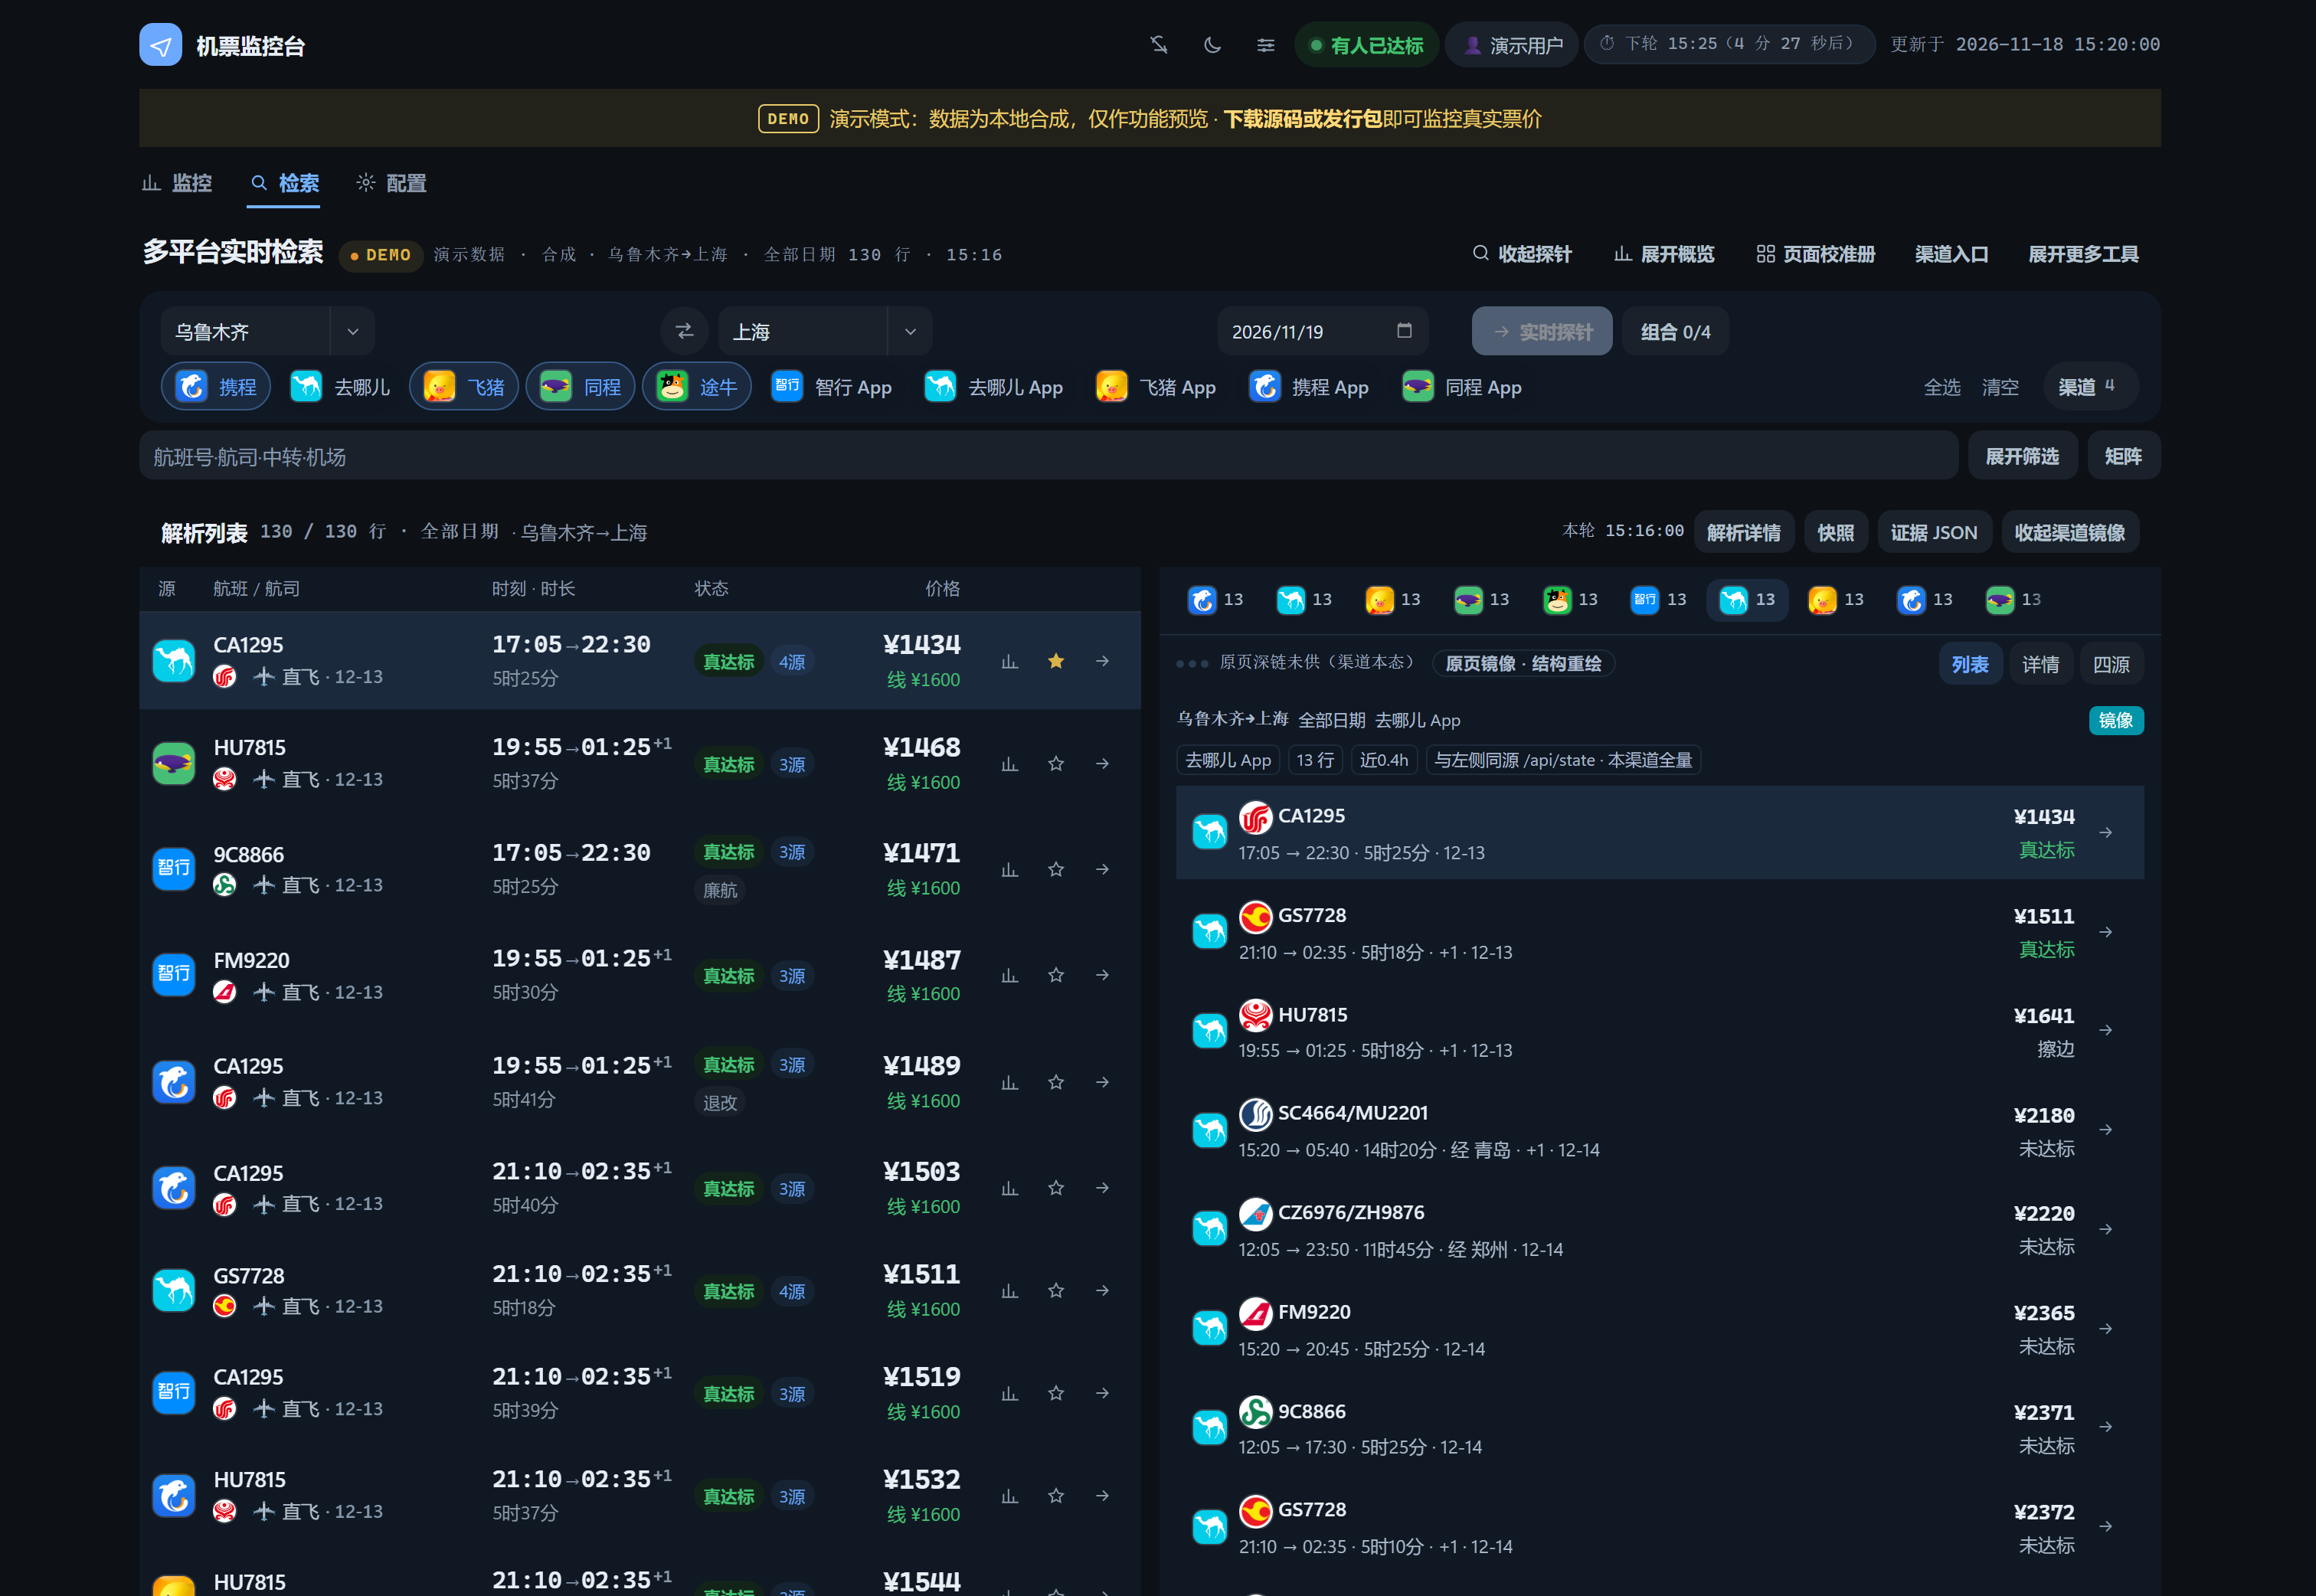 机票监控台
有人已达标
演示用户
下轮 15:25（4 分 27 秒后）
更新于 2026-11-18 15:20:00
DEMO 演示模式：数据为本地合成，仅作功能预览 · 下载源码或发行包即可监控真实票价
监控 检索 配置
多平台实时检索 DEMO 演示数据 · 合成 · 乌鲁木齐→上海 · 全部日期 130 行 · 15:16
收起探针 展开概览 页面校准册 渠道入口 展开更多工具
乌鲁木齐 上海 2026/11/19 → 实时探针 组合 0/4
携程 去哪儿 飞猪 同程 途牛 智行 智行 App 去哪儿 App 飞猪 App 携程 App 同程 App 全选 清空 渠道 4
航班号·航司·中转·机场 展开筛选 矩阵
解析列表 130 / 130 行 · 全部日期 · 乌鲁木齐→上海
本轮 15:16:00 解析详情 快照 证据 JSON 收起渠道镜像
源 航班 / 航司 时刻 · 时长 状态 价格
CA1295 17:05→22:30 真达标 4源 ¥1434
直飞 · 12-13 5时25分 线 ¥1600
HU7815 19:55→01:25+1 真达标 3源 ¥1468
直飞 · 12-13 5时37分 线 ¥1600
智行 9C8866 17:05→22:30 真达标 3源 ¥1471
直飞 · 12-13 5时25分 廉航 线 ¥1600
智行 FM9220 19:55→01:25+1 真达标 3源 ¥1487
直飞 · 12-13 5时30分 线 ¥1600
CA1295 19:55→01:25+1 真达标 3源 ¥1489
直飞 · 12-13 5时41分 退改 线 ¥1600
CA1295 21:10→02:35+1 真达标 3源 ¥1503
直飞 · 12-13 5时40分 线 ¥1600
GS7728 21:10→02:35+1 真达标 4源 ¥1511
直飞 · 12-13 5时18分 线 ¥1600
智行 CA1295 21:10→02:35+1 真达标 3源 ¥1519
直飞 · 12-13 5时39分 线 ¥1600
HU7815 21:10→02:35+1 真达标 3源 ¥1532
直飞 · 12-13 5时37分 线 ¥1600
HU7815 21:10→02:35+1 ¥1544
13 13 13 13 13 智行 13 13 13 13 13
原页深链未供（渠道本态） 原页镜像 · 结构重绘 列表 详情 四源
乌鲁木齐→上海 全部日期 去哪儿 App 镜像
去哪儿 App 13 行 近0.4h 与左侧同源 /api/state · 本渠道全量
CA1295 ¥1434
17:05 → 22:30 · 5时25分 · 12-13 真达标
GS7728 ¥1511
21:10 → 02:35 · 5时18分 · +1 · 12-13 真达标
HU7815 ¥1641
19:55 → 01:25 · 5时18分 · +1 · 12-13 擦边
SC4664/MU2201 ¥2180
15:20 → 05:40 · 14时20分 · 经 青岛 · +1 · 12-14 未达标
CZ6976/ZH9876 ¥2220
12:05 → 23:50 · 11时45分 · 经 郑州 · 12-14 未达标
FM9220 ¥2365
15:20 → 20:45 · 5时25分 · 12-14 未达标
9C8866 ¥2371
12:05 → 17:30 · 5时25分 · 12-14 未达标
GS7728 ¥2372
21:10 → 02:35 · 5时10分 · +1 · 12-14 未达标